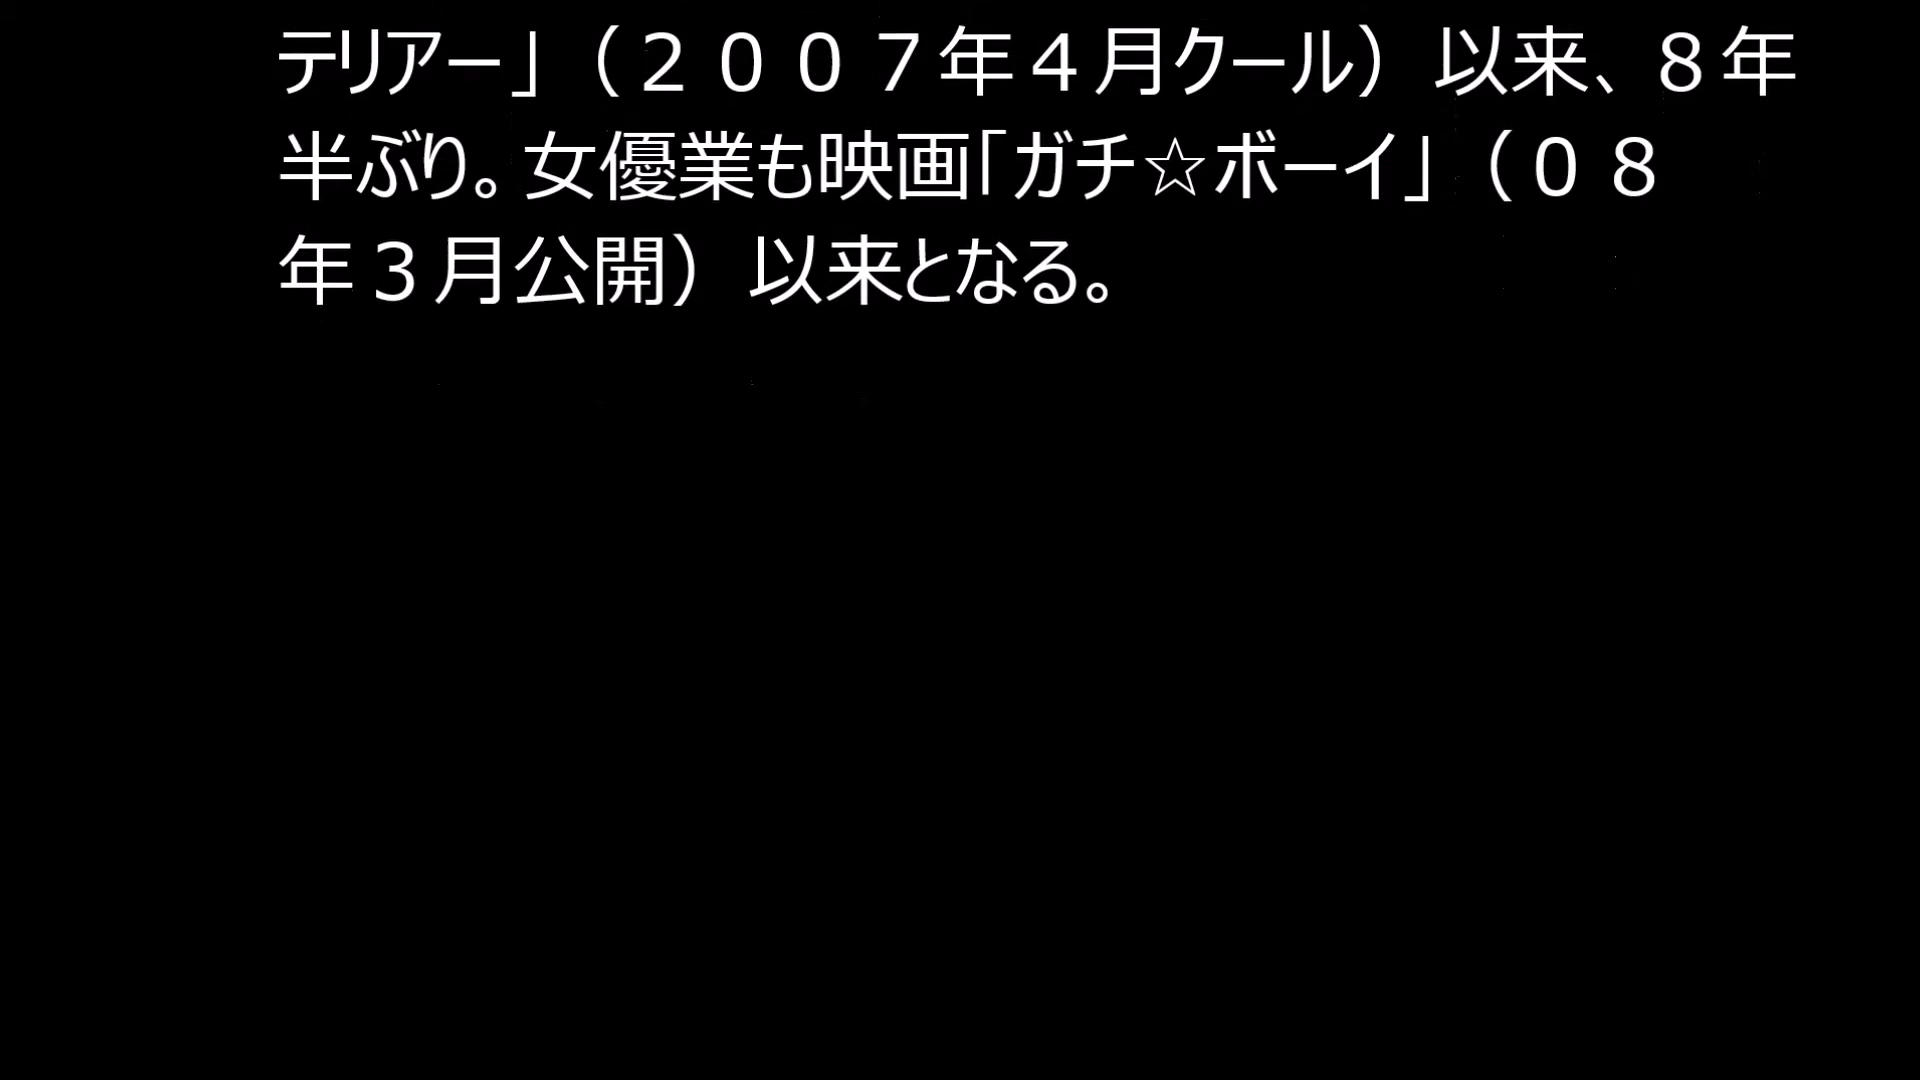 テリアー」（２００７年４月クール） 以来、８年
半ぶり。女優業も映画「ガチ☆ボーイ」（０８
年３月公開） 以来となる。